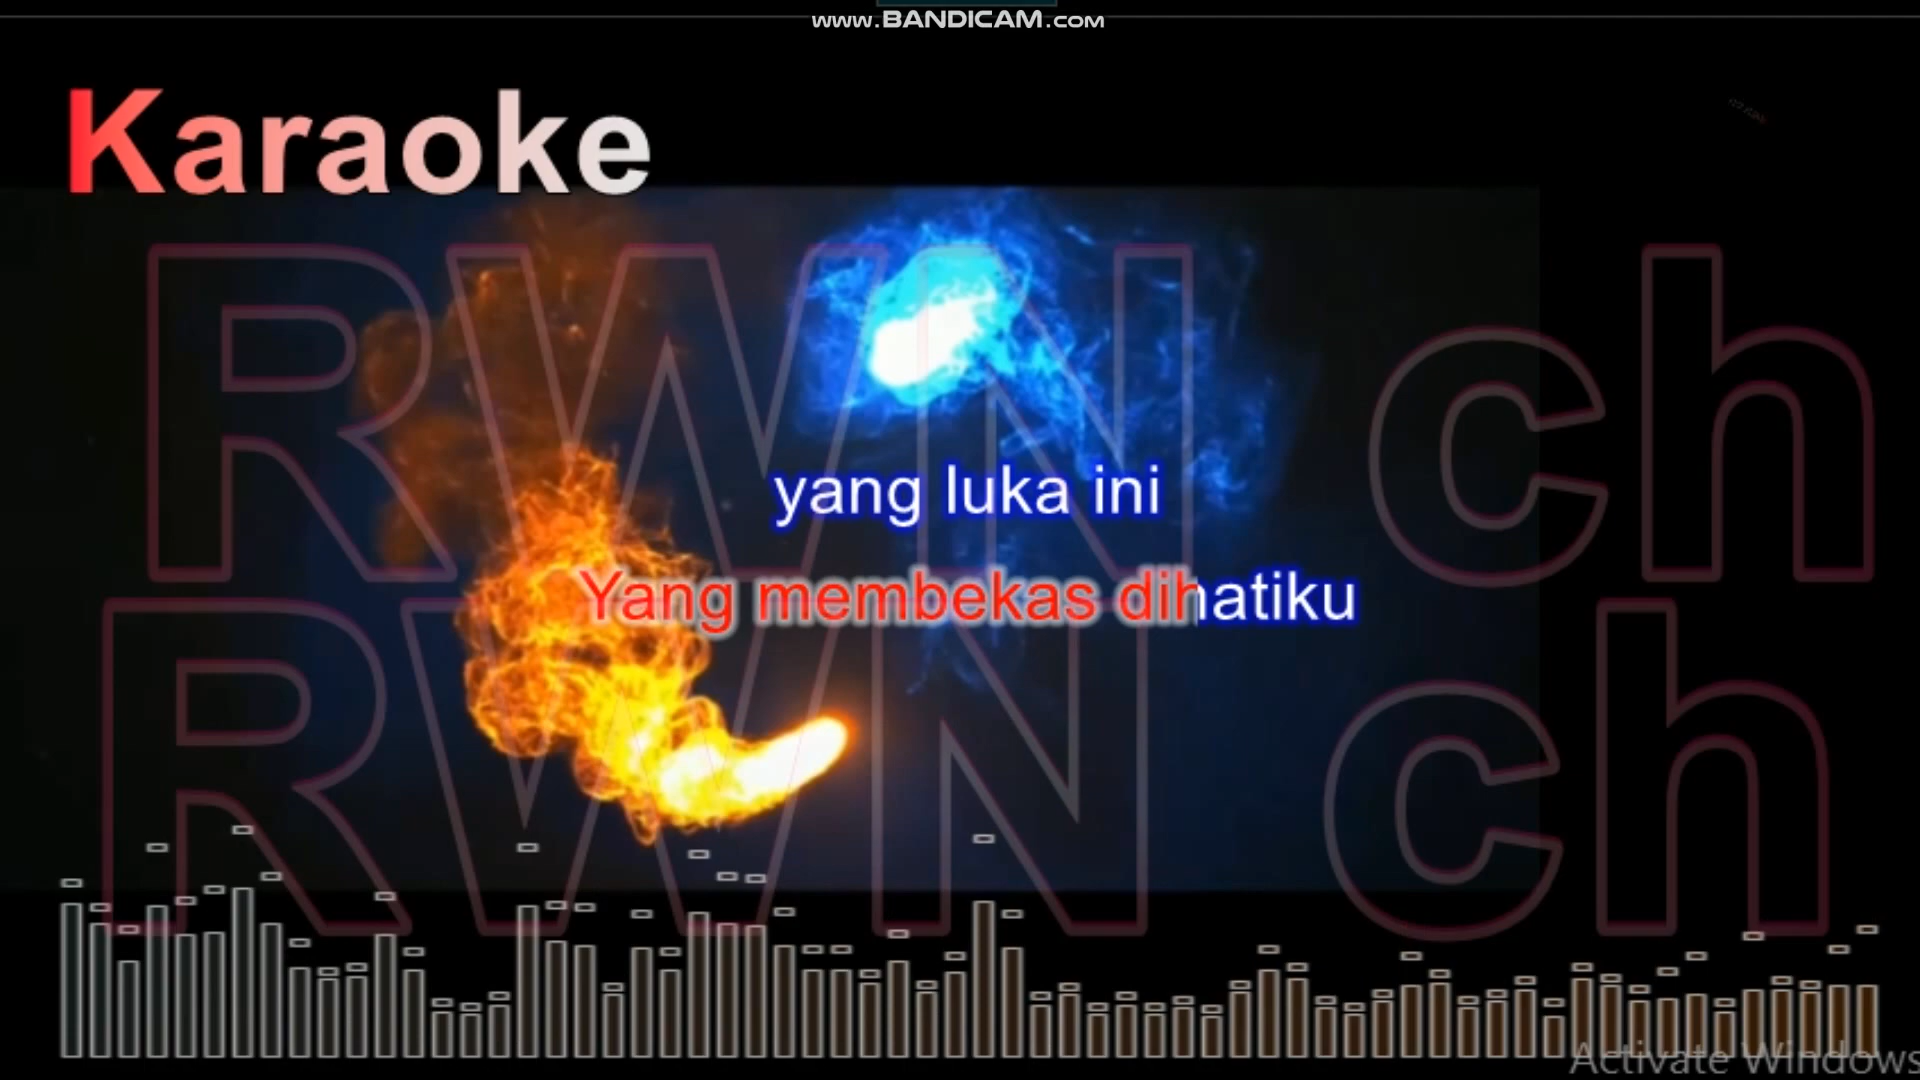 www.BANDICAM.com
Karaoke
RWN ch
yang luka ini
Yang membekas dihatiku
RWN ch
Activate Windows